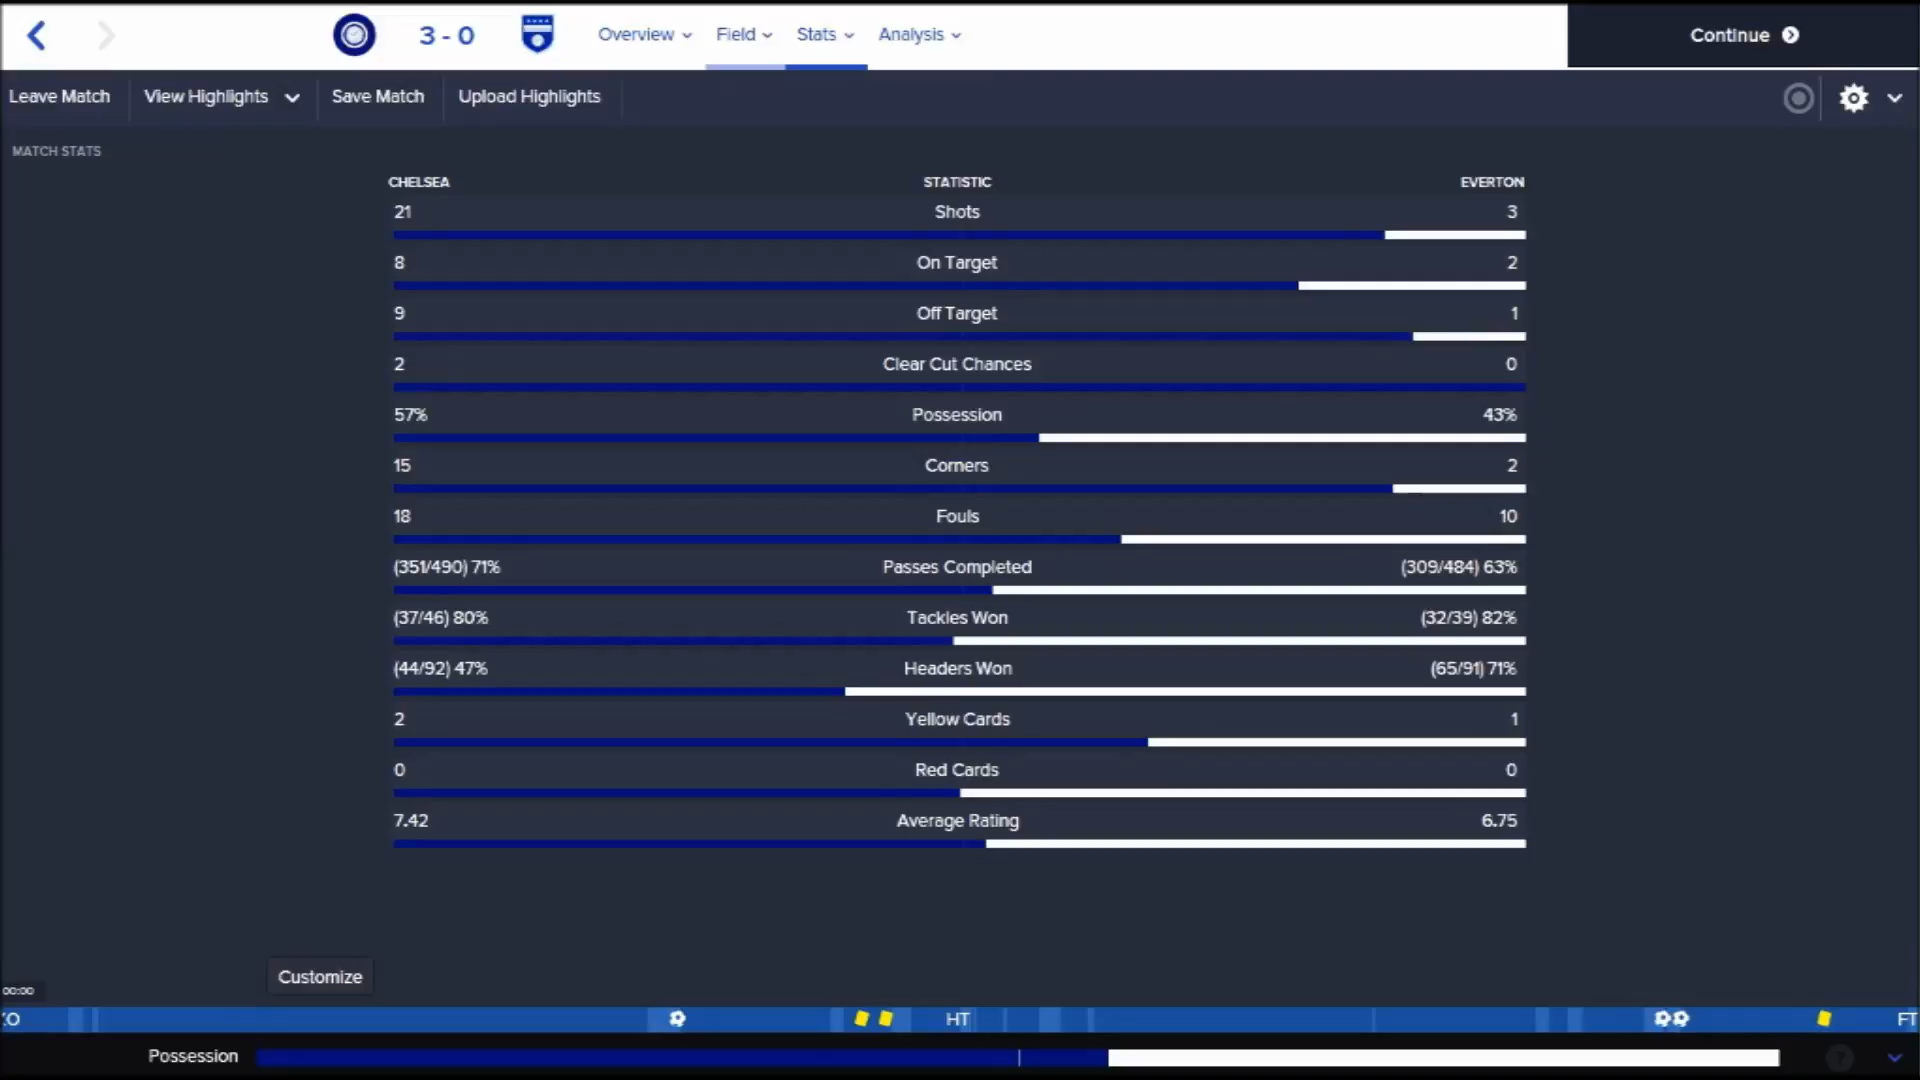 3 - 0 Overview Field Stats Analysis Continue
Leave Match View Highlights Save Match Upload Highlights
MATCH STATS
CHELSEA STATISTIC EVERTON
21 Shots 3
8 On Target 2
9 Off Target 1
2 Clear Cut Chances 0
57% Possession 43%
15 Corners 2
18 Fouls 10
(351/490) 71% Passes Completed (309/484) 63%
(37/46) 80% Tackles Won (32/39) 82%
(44/92) 47% Headers Won (65/91) 71%
2 Yellow Cards 1
0 Red Cards 0
7.42 Average Rating 6.75
Customize
00:00
KO HT FT
Possession